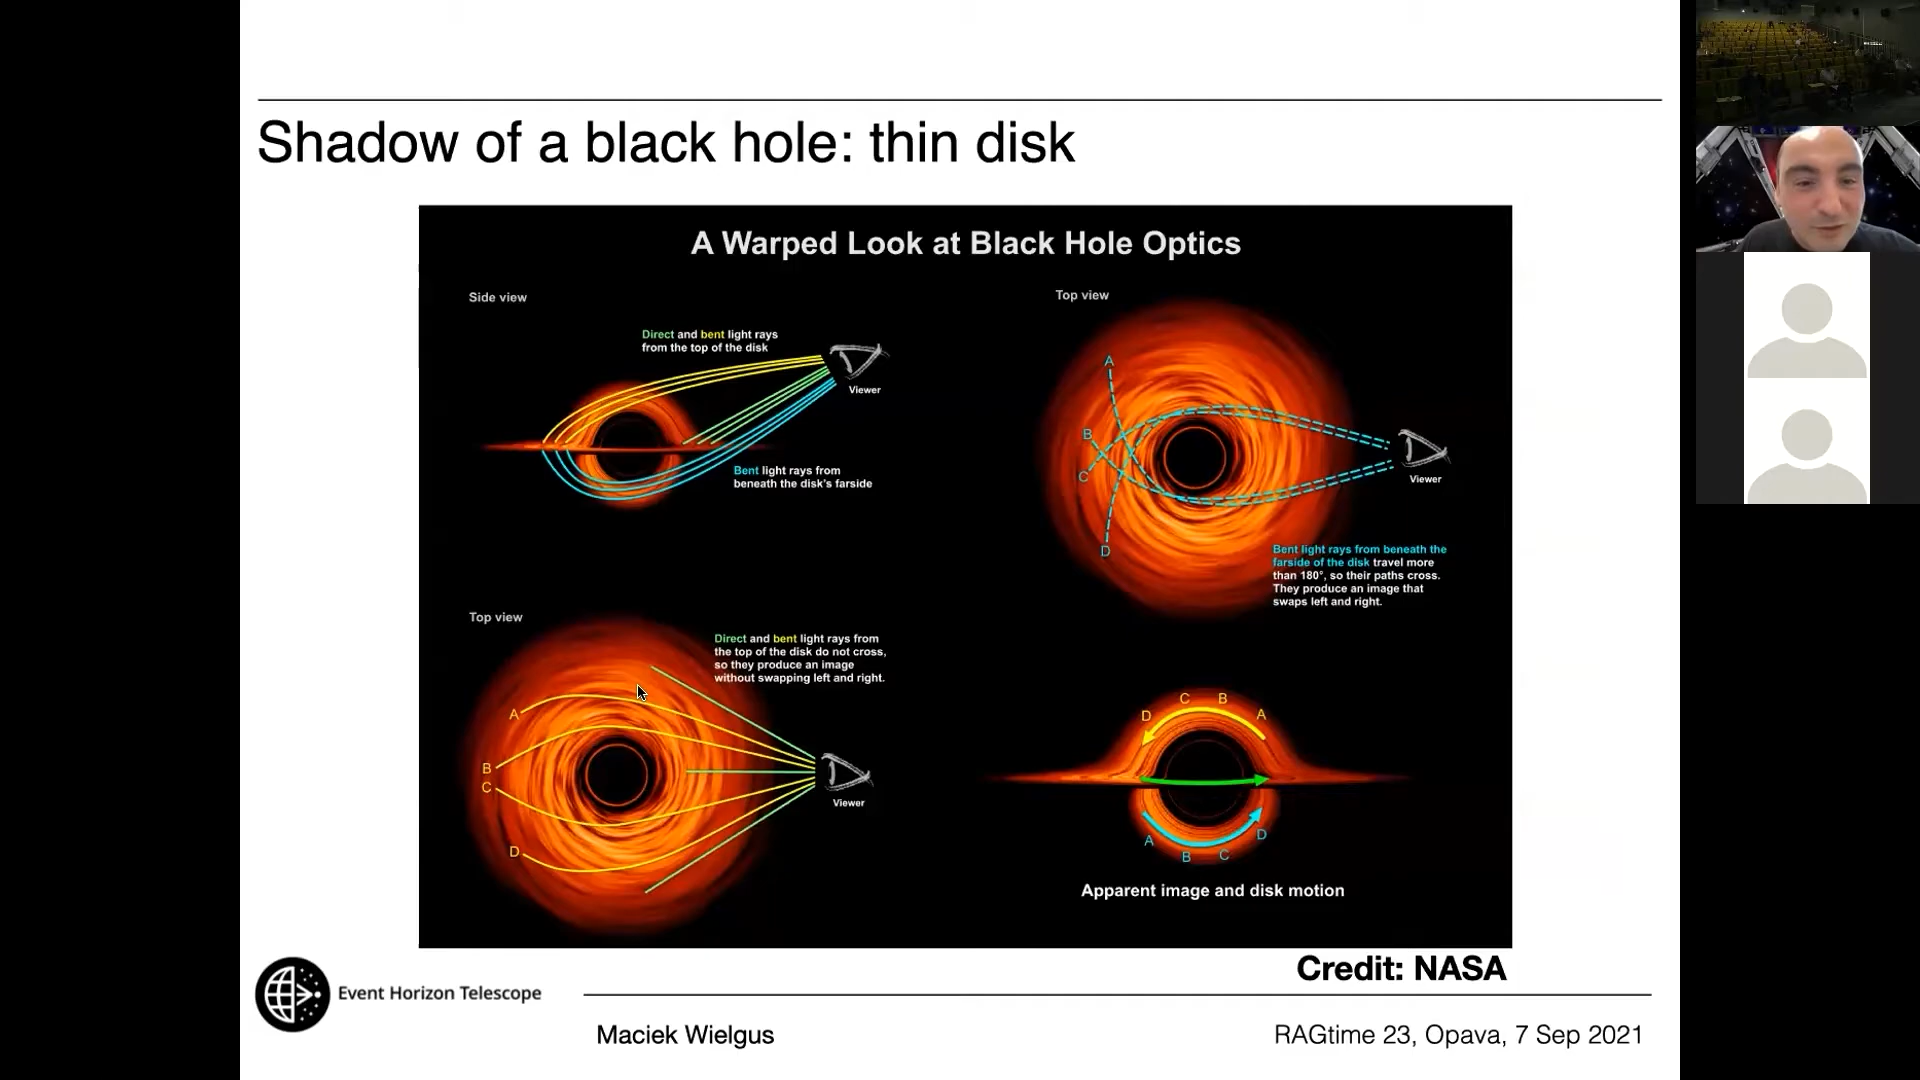 Shadow of a black hole: thin disk
A Warped Look at Black Hole Optics
Side view
Direct and bent light rays
from the top of the disk
Viewer
Bent light rays from
beneath the disk's farside
Top view
A
B
C
D
Viewer
Bent light rays from beneath the
farside of the disk travel more
than 180°, so their paths cross.
They produce an image that
swaps left and right.
Top view
Direct and bent light rays from
the top of the disk do not cross,
so they produce an image
without swapping left and right.
A
B
C
D
Viewer
D C B A
A B C D
Apparent image and disk motion
Credit: NASA
Event Horizon Telescope
Maciek Wielgus
RAGtime 23, Opava, 7 Sep 2021